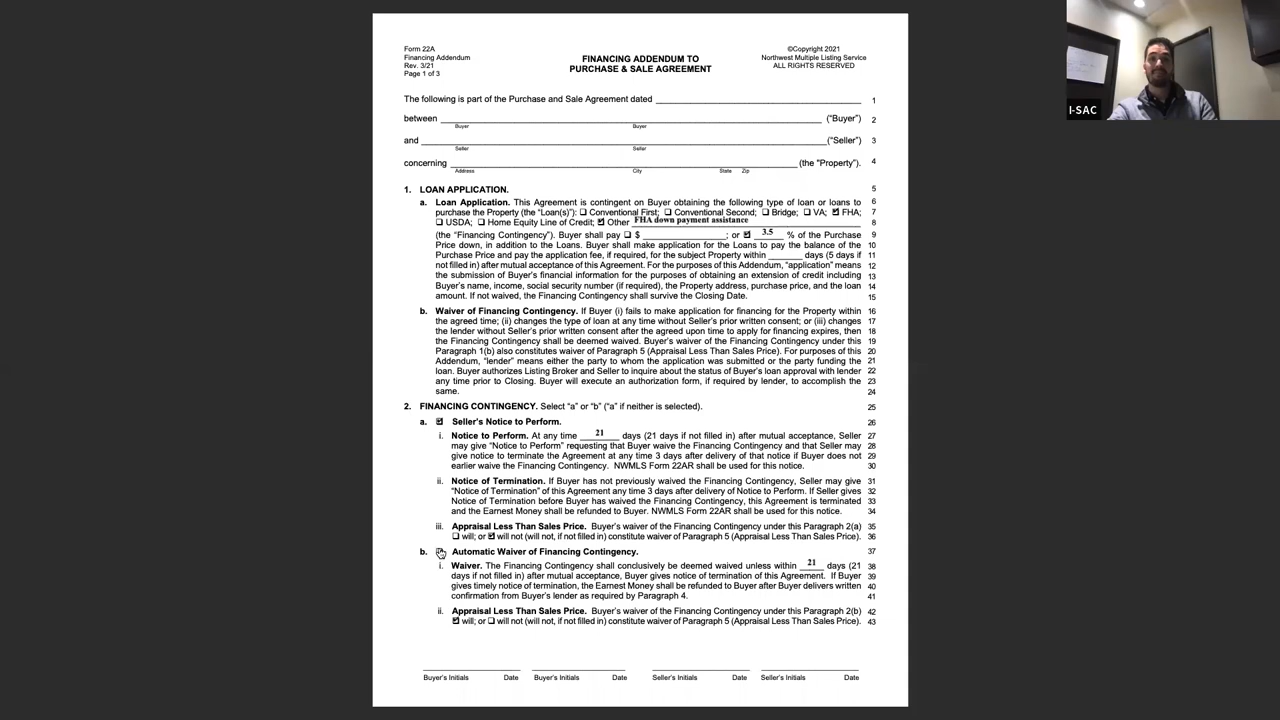 Form 22A
Financing Addendum
Rev. 3/21
Page 1 of 3
FINANCING ADDENDUM TO
PURCHASE & SALE AGREEMENT
©Copyright 2021
Northwest Multiple Listing Service
ALL RIGHTS RESERVED
I-SAC
The following is part of the Purchase and Sale Agreement dated 1
between ("Buyer") 2
Buyer Buyer
and ("Seller") 3
Seller Seller
concerning (the "Property"). 4
Address City State Zip
1. LOAN APPLICATION. 5
a. Loan Application. This Agreement is contingent on Buyer obtaining the following type of loan or loans to 6
purchase the Property (the "Loan(s)"): ☐ Conventional First; ☐ Conventional Second; ☐ Bridge; ☐ VA; ☑ FHA; 7
☐ USDA; ☐ Home Equity Line of Credit; ☑ Other FHA down payment assistance 8
(the "Financing Contingency"). Buyer shall pay ☐ $ ; or ☑ 3.5 % of the Purchase 9
Price down, in addition to the Loans. Buyer shall make application for the Loans to pay the balance of the 10
Purchase Price and pay the application fee, if required, for the subject Property within days (5 days if 11
not filled in) after mutual acceptance of this Agreement. For the purposes of this Addendum, "application" means 12
the submission of Buyer's financial information for the purposes of obtaining an extension of credit including 13
Buyer's name, income, social security number (if required), the Property address, purchase price, and the loan 14
amount. If not waived, the Financing Contingency shall survive the Closing Date. 15
b. Waiver of Financing Contingency. If Buyer (i) fails to make application for financing for the Property within 16
the agreed time; (ii) changes the type of loan at any time without Seller's prior written consent; or (iii) changes 17
the lender without Seller's prior written consent after the agreed upon time to apply for financing expires, then 18
the Financing Contingency shall be deemed waived. Buyer's waiver of the Financing Contingency under this 19
Paragraph 1(b) also constitutes waiver of Paragraph 5 (Appraisal Less Than Sales Price). For purposes of this 20
Addendum, "lender" means either the party to whom the application was submitted or the party funding the 21
loan. Buyer authorizes Listing Broker and Seller to inquire about the status of Buyer's loan approval with lender 22
any time prior to Closing. Buyer will execute an authorization form, if required by lender, to accomplish the 23
same. 24
2. FINANCING CONTINGENCY. Select "a" or "b" ("a" if neither is selected). 25
a. ☑ Seller's Notice to Perform. 26
i. Notice to Perform. At any time 21 days (21 days if not filled in) after mutual acceptance, Seller 27
may give "Notice to Perform" requesting that Buyer waive the Financing Contingency and that Seller may 28
give notice to terminate the Agreement at any time 3 days after delivery of that notice if Buyer does not 29
earlier waive the Financing Contingency. NWMLS Form 22AR shall be used for this notice. 30
ii. Notice of Termination. If Buyer has not previously waived the Financing Contingency, Seller may give 31
"Notice of Termination" of this Agreement any time 3 days after delivery of Notice to Perform. If Seller gives 32
Notice of Termination before Buyer has waived the Financing Contingency, this Agreement is terminated 33
and the Earnest Money shall be refunded to Buyer. NWMLS Form 22AR shall be used for this notice. 34
iii. Appraisal Less Than Sales Price. Buyer's waiver of the Financing Contingency under this Paragraph 2(a) 35
☐ will; or ☑ will not (will not, if not filled in) constitute waiver of Paragraph 5 (Appraisal Less Than Sales Price). 36
b. Automatic Waiver of Financing Contingency. 37
i. Waiver. The Financing Contingency shall conclusively be deemed waived unless within 21 days (21 38
days if not filled in) after mutual acceptance, Buyer gives notice of termination of this Agreement. If Buyer 39
gives timely notice of termination, the Earnest Money shall be refunded to Buyer after Buyer delivers written 40
confirmation from Buyer's lender as required by Paragraph 4. 41
ii. Appraisal Less Than Sales Price. Buyer's waiver of the Financing Contingency under this Paragraph 2(b) 42
☑ will; or ☐ will not (will not, if not filled in) constitute waiver of Paragraph 5 (Appraisal Less Than Sales Price). 43
Buyer's Initials Date Buyer's Initials Date Seller's Initials Date Seller's Initials Date